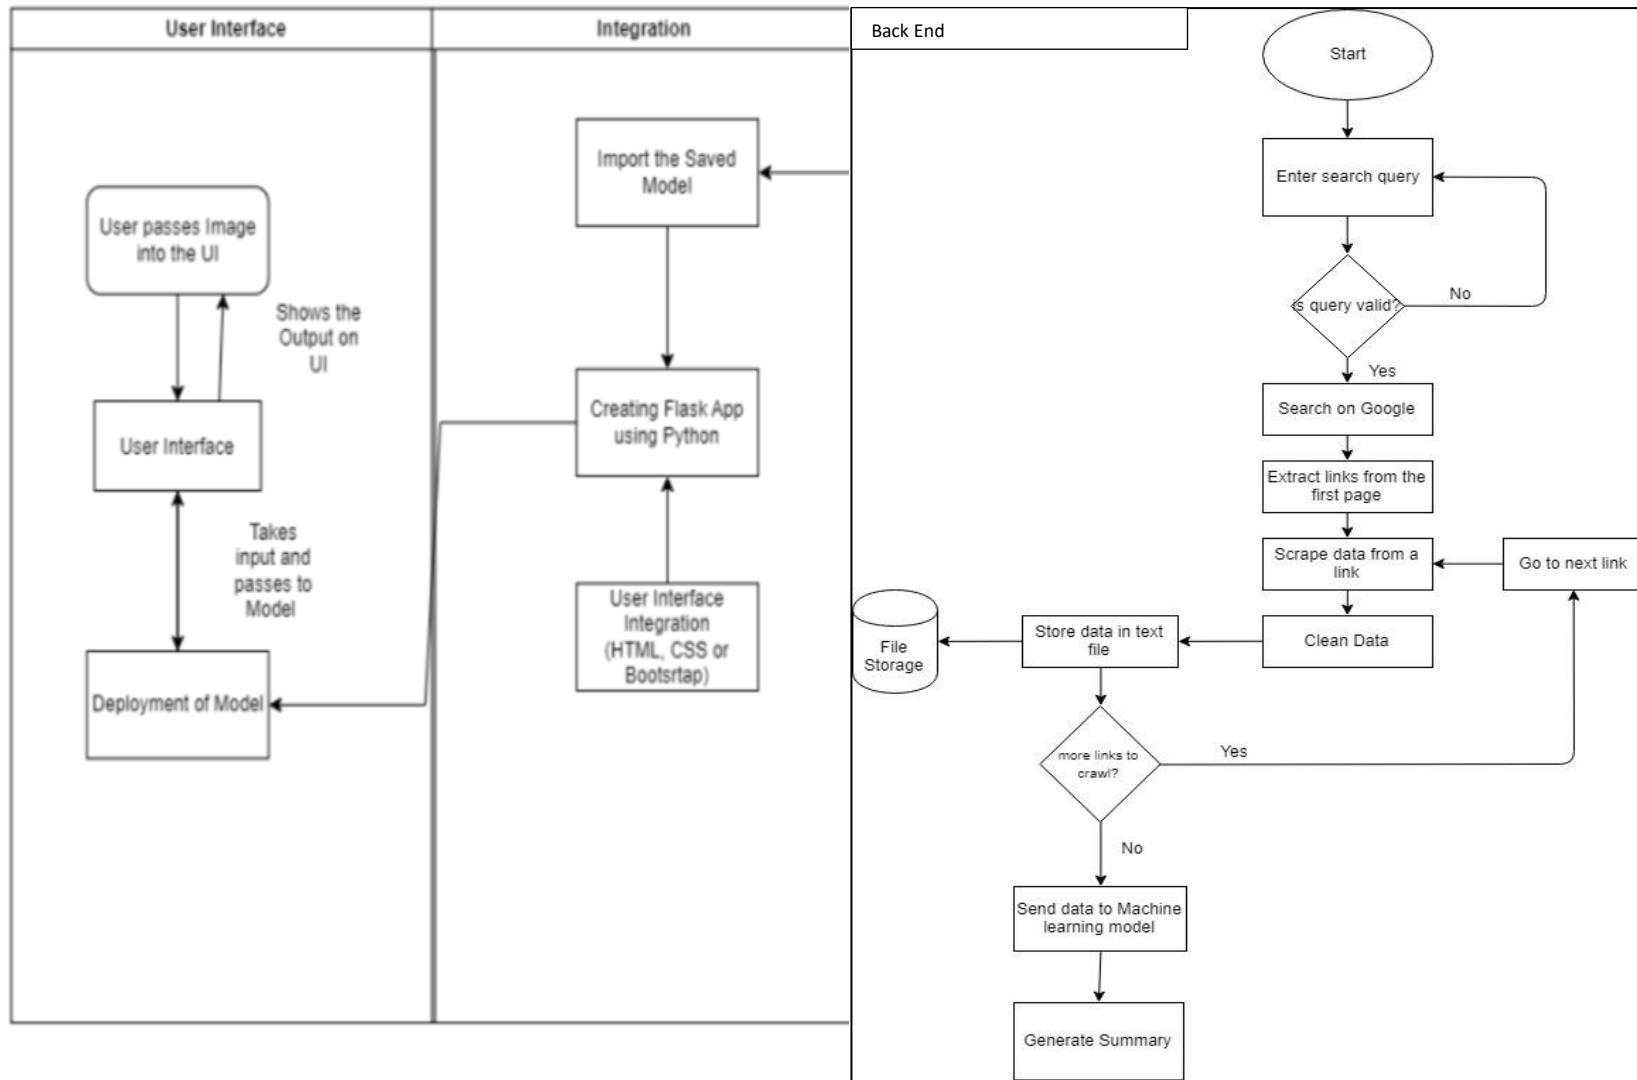 User Interface
Integration
Back End
User passes Image
into the UI
Shows the
Output on
UI
User Interface
Takes
input and
passes to
Model
Deployment of Model
Import the Saved
Model
Creating Flask App
using Python
User Interface
Integration
(HTML, CSS or
Bootsrtap)
Start
Enter search query
is query valid?
No
Yes
Search on Google
Extract links from the
first page
Scrape data from a
link
Go to next link
Clean Data
Store data in text
file
File
Storage
more links to
crawl?
Yes
No
Send data to Machine
learning model
Generate Summary